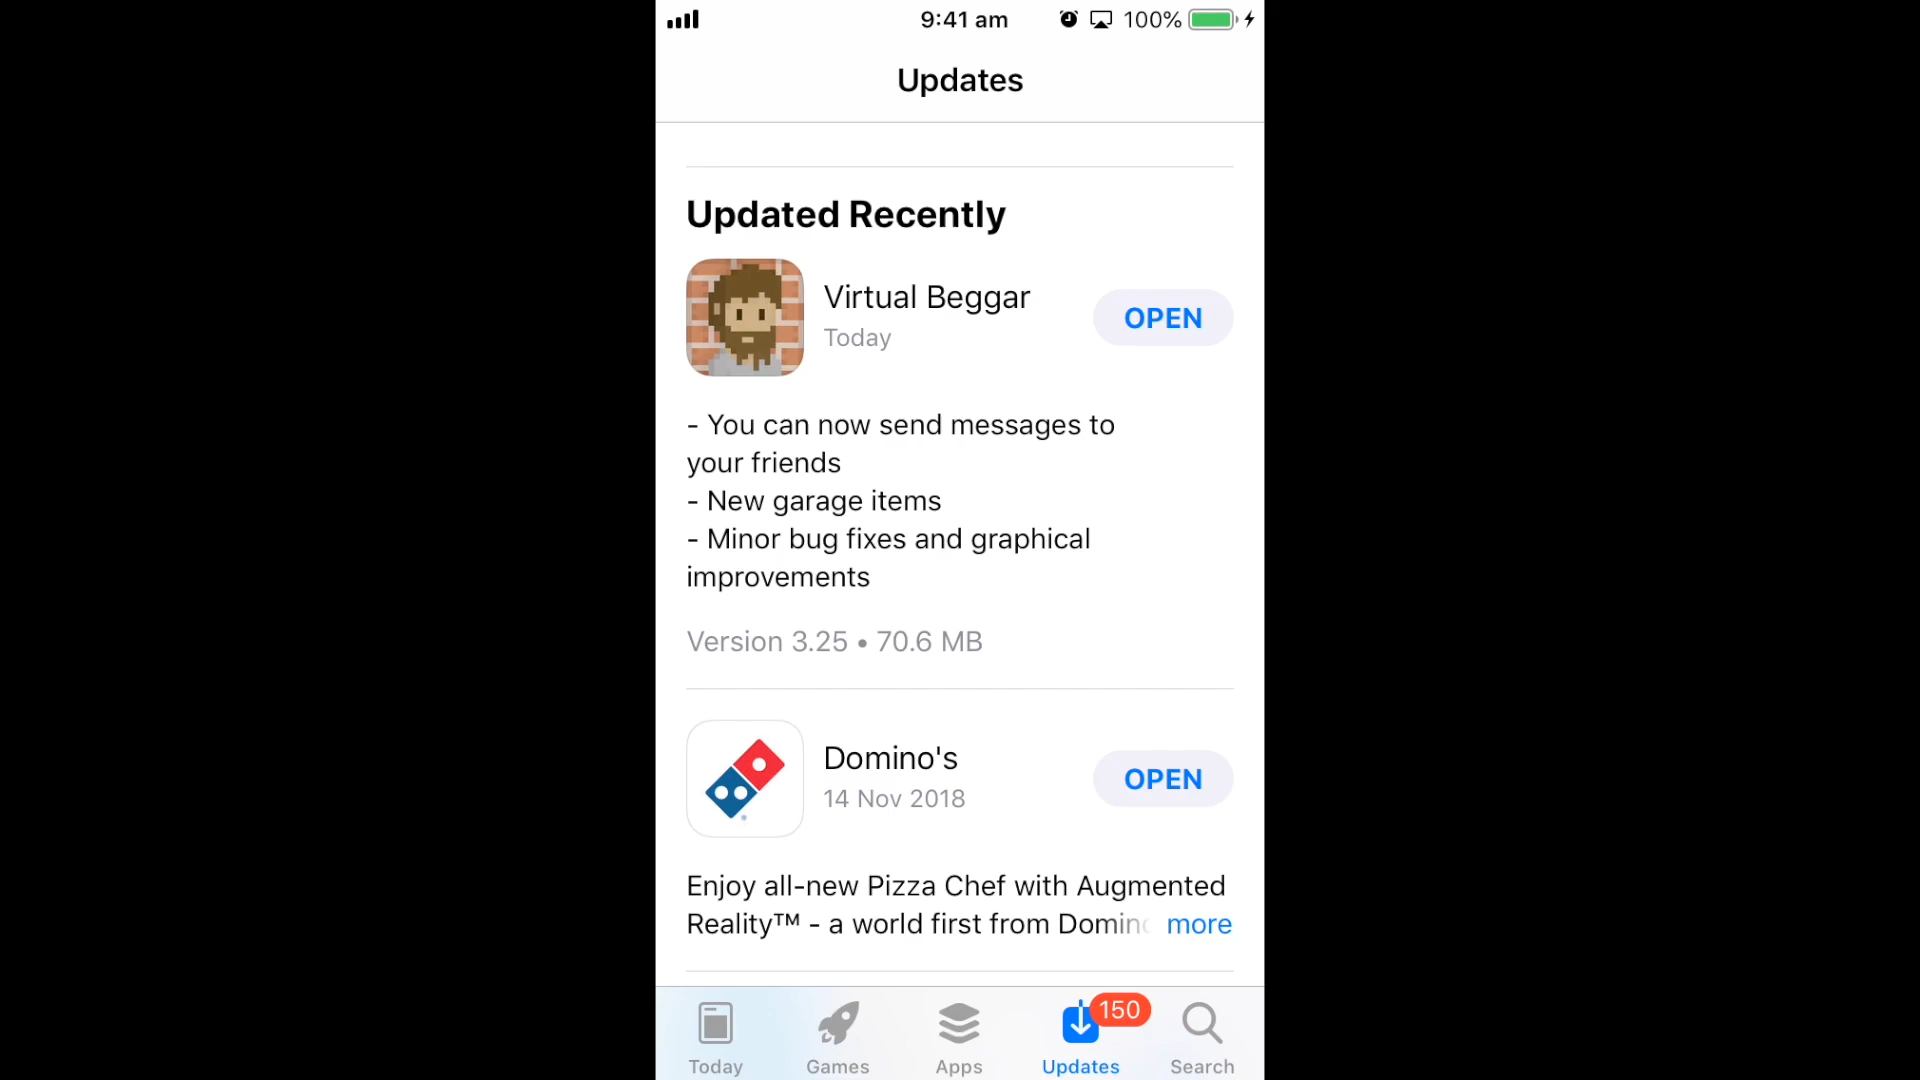 9:41 am
100%
Updates
Updated Recently
Virtual Beggar
Today
OPEN
- You can now send messages to
your friends
- New garage items
- Minor bug fixes and graphical
improvements
Version 3.25 • 70.6 MB
Domino's
14 Nov 2018
OPEN
Enjoy all-new Pizza Chef with Augmented
Reality™ - a world first from Domino more
150
Today
Games
Apps
Updates
Search